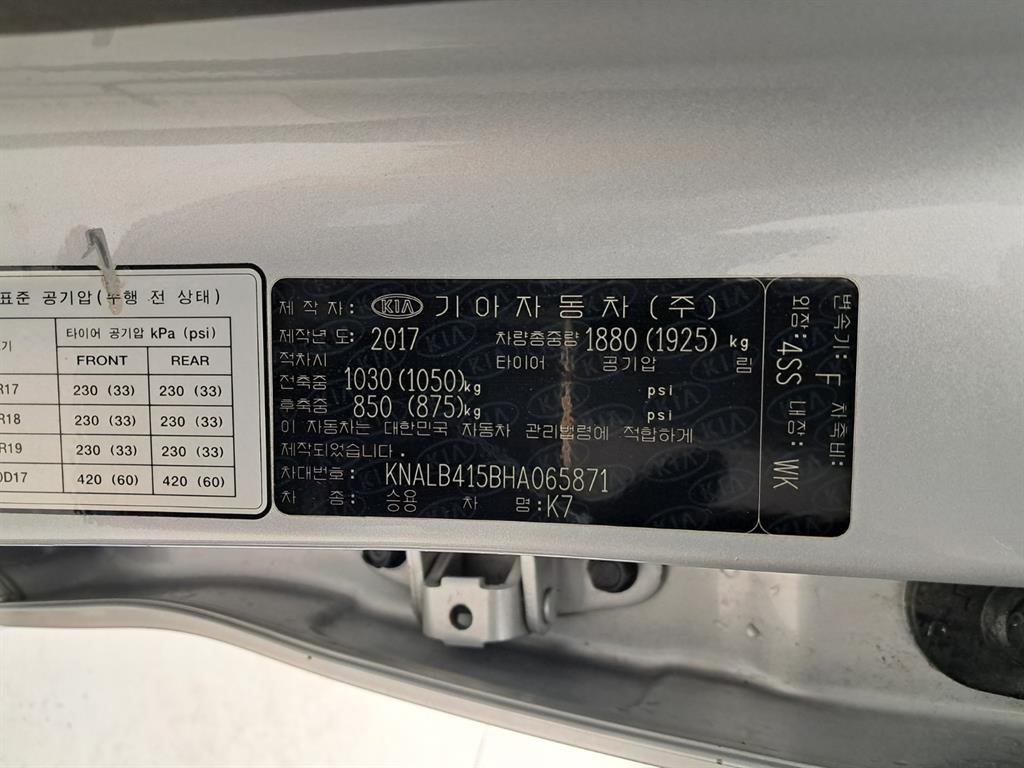 표준 공기압(주행 전 상태)
타이어 공기압 kPa (psi)
FRONT REAR
R17 230 (33) 230 (33)
R18 230 (33) 230 (33)
R19 230 (33) 230 (33)
D17 420 (60) 420 (60)
제 작 자: KIA 기 아 자 동 차 (주)
제작년 도: 2017 차량총중량 1880 (1925) kg
적차시 타이어 공기압 림
전축중 1030 (1050)kg psi
후축중 850 (875)kg psi
이 자동차는 대한민국 자동차 관리법령에 적합하게
제작되었습니다.
차대번호: KNALB415BHA065871
차 종: 승용 차 명:K7
변속기: F 차축비:
외장: 4SS 내장: WK